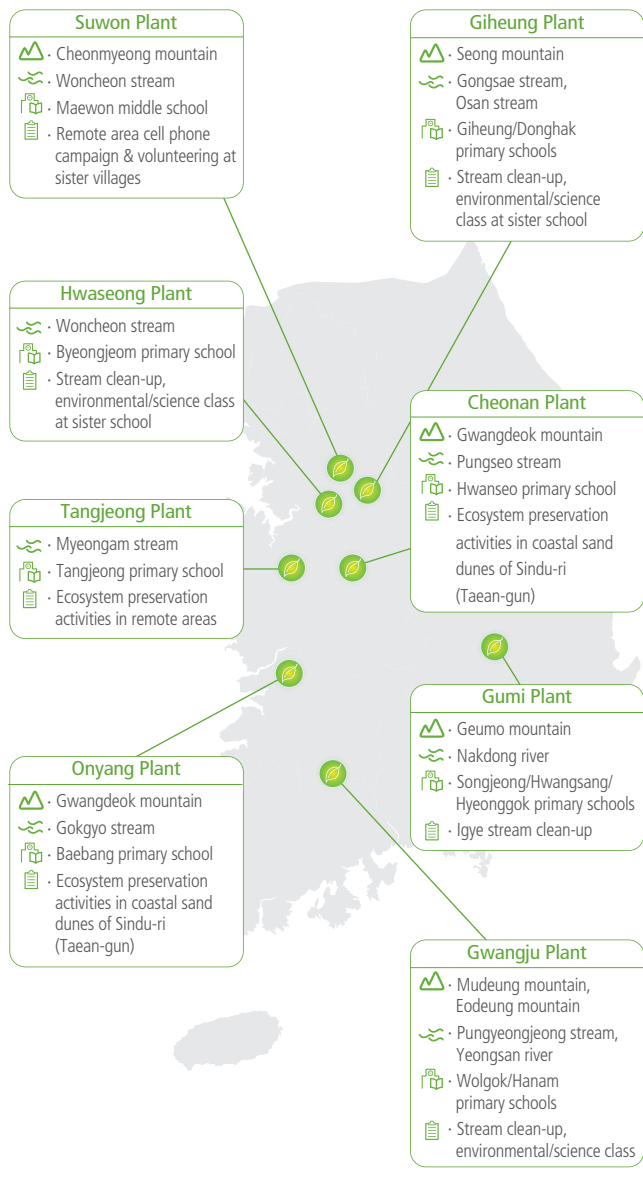 Suwon Plant
· Cheonmyeong mountain
· Woncheon stream
· Maewon middle school
· Remote area cell phone
campaign & volunteering at
sister villages
Giheung Plant
· Seong mountain
· Gongsae stream,
Osan stream
· Giheung/Donghak
primary schools
· Stream clean-up,
environmental/science
class at sister school
Hwaseong Plant
· Woncheon stream
· Byeongjeom primary school
· Stream clean-up,
environmental/science class
at sister school
Cheonan Plant
· Gwangdeok mountain
· Pungseo stream
· Hwanseo primary school
· Ecosystem preservation
activities in coastal sand
dunes of Sindu-ri
(Taean-gun)
Tangjeong Plant
· Myeongam stream
· Tangjeong primary school
· Ecosystem preservation
activities in remote areas
Gumi Plant
· Geumo mountain
· Nakdong river
· Songjeong/Hwangsang/
Hyeonggok primary schools
· Igye stream clean-up
Onyang Plant
· Gwangdeok mountain
· Gokgyo stream
· Baebang primary school
· Ecosystem preservation
activities in coastal sand
dunes of Sindu-ri
(Taean-gun)
Gwangju Plant
· Mudeung mountain,
Eodeung mountain
· Pungyeongjeong stream,
Yeongsan river
· Wolgok/Hanam
primary schools
· Stream clean-up,
environmental/science class